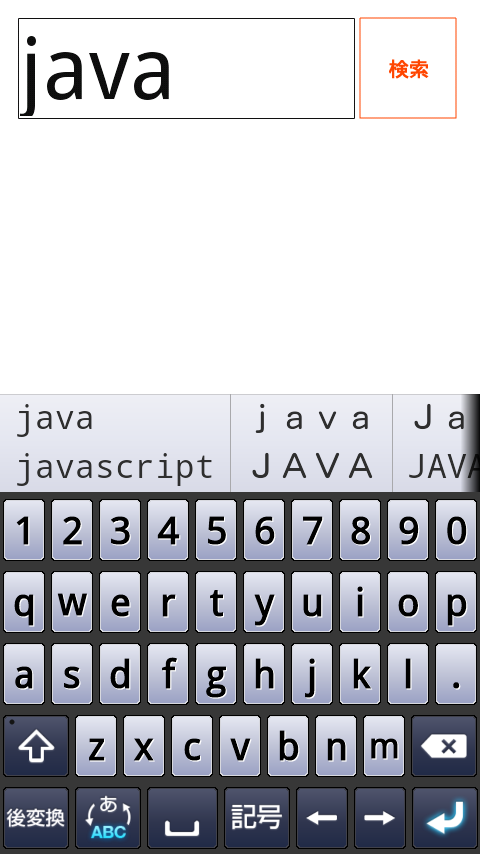 java 検索
java ｊａｖａ Ｊａ
javascript ＪＡＶＡ JAVA
1 2 3 4 5 6 7 8 9 0
q w e r t y u i o p
a s d f g h j k l .
z x c v b n m
後変換 あ ABC 記号